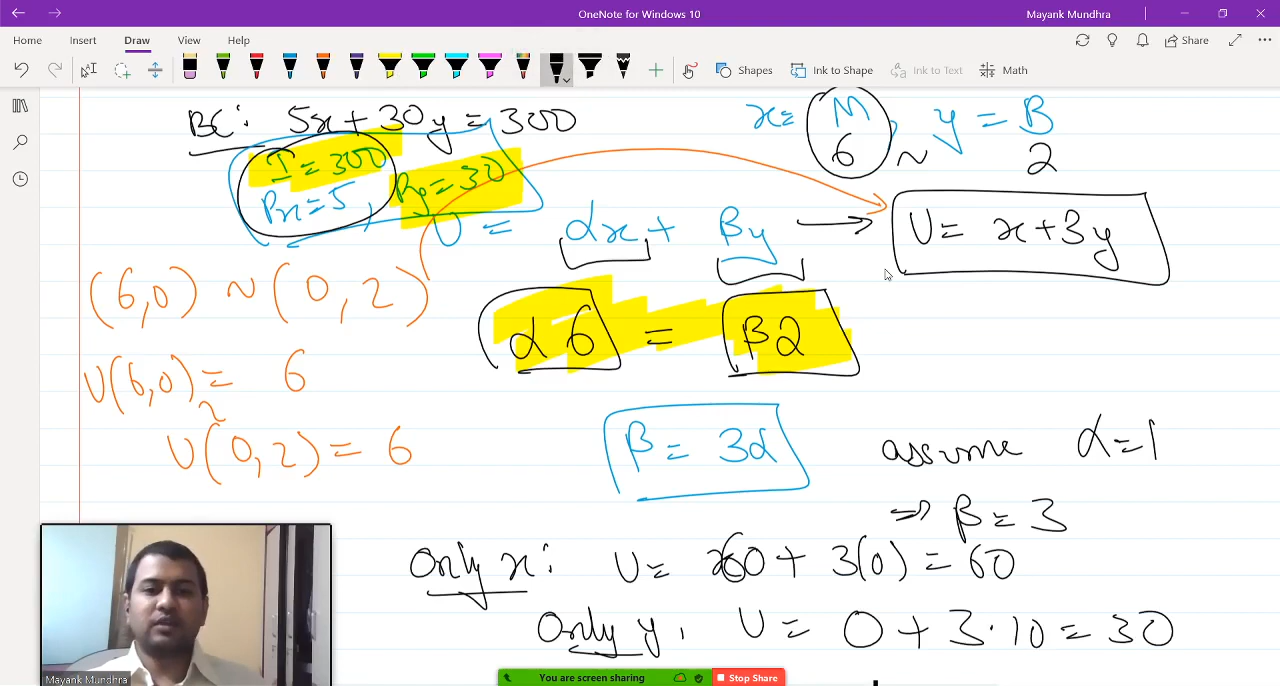 OneNote for Windows 10
Mayank Mundhra
Home Insert Draw View Help
Share
Shapes Ink to Shape Ink to Text Math
BC: 5x + 30y = 300
x = M, y = B
6 ~ 2
I = 300
Px = 5, Py = 30
U = αx + βy → U = x + 3y
(6,0) ~ (0,2)
α6 = β2
U(6,0) = 6
~
U(0,2) = 6
β = 3α
assume α = 1
⇒ β = 3
Only x: U = 60 + 3(0) = 60
Only y, U = 0 + 3·10 = 30
Mayank Mundhra
You are screen sharing Stop Share